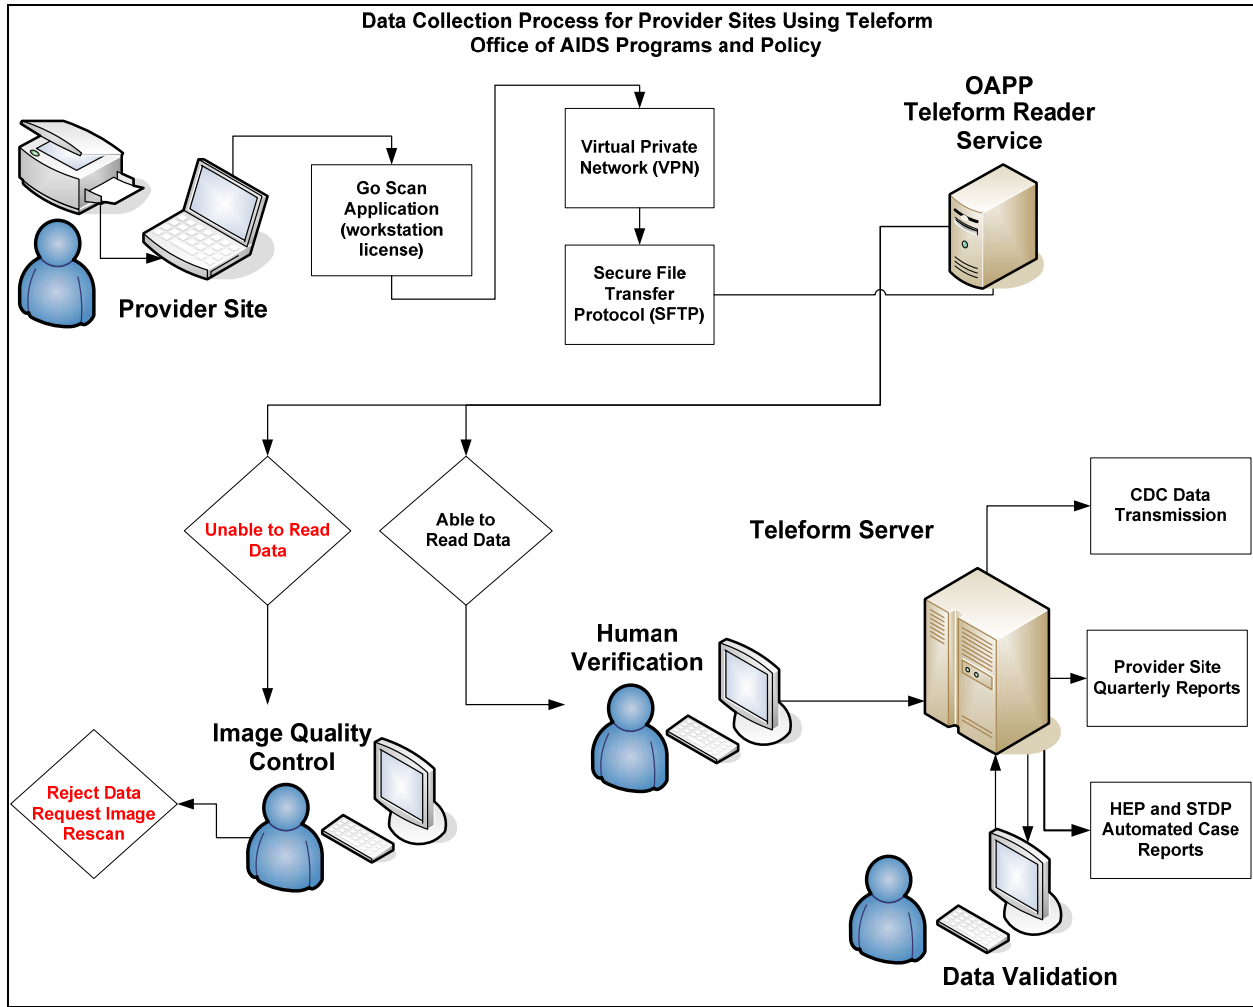 Data Collection Process for Provider Sites Using Teleform
Office of AIDS Programs and Policy
OAPP
Teleform Reader
Service
Virtual Private
Network (VPN)
Go Scan
Application
(workstation
license)
Secure File
Transfer
Protocol (SFTP)
Provider Site
Unable to Read
Data
Able to
Read Data
CDC Data
Transmission
Teleform Server
Human
Verification
Provider Site
Quarterly Reports
Image Quality
Control
Reject Data
Request Image
Rescan
HEP and STDP
Automated Case
Reports
Data Validation